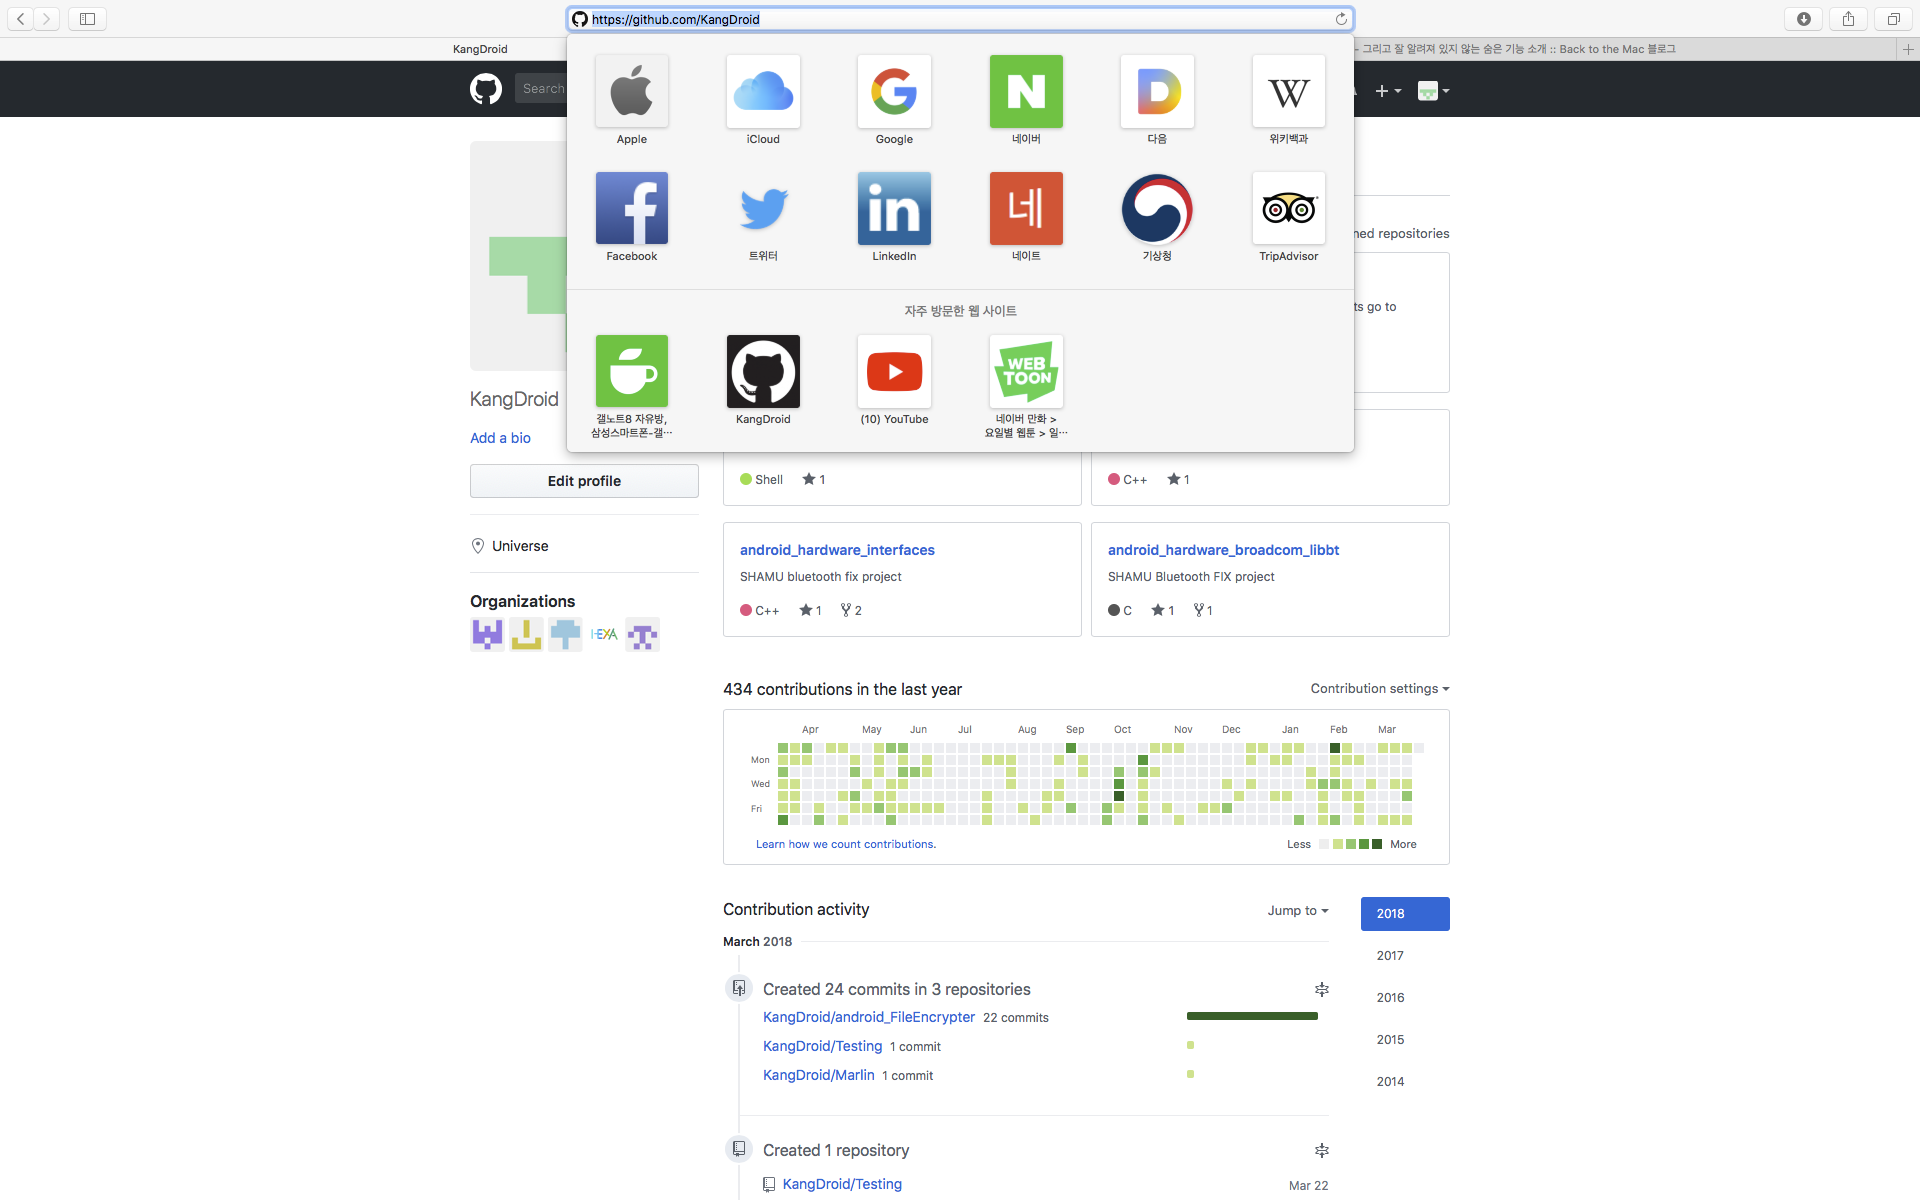 https://github.com/KangDroid
KangDroid
- 그리고 잘 알려져 있지 않는 숨은 기능 소개 :: Back to the Mac 블로그
Search
Apple
iCloud
Google
네이버
다음
위키백과
Facebook
트위터
LinkedIn
네이트
기상청
TripAdvisor
자주 방문한 웹 사이트
갤노트8 자유방,
삼성스마트폰-갤…
KangDroid
(10) YouTube
WEB
TOON
네이버 만화 >
요일별 웹툰 > 일…
ned repositories
ts go to
KangDroid
Add a bio
Edit profile
Universe
Organizations
HEXA
Shell 1
C++ 1
android_hardware_interfaces
SHAMU bluetooth fix project
C++ 1 2
android_hardware_broadcom_libbt
SHAMU Bluetooth FIX project
C 1 1
434 contributions in the last year
Contribution settings
Apr May Jun Jul Aug Sep Oct Nov Dec Jan Feb Mar
Mon
Wed
Fri
Learn how we count contributions.
Less More
Contribution activity
Jump to
2018
2017
2016
2015
2014
March 2018
Created 24 commits in 3 repositories
KangDroid/android_FileEncrypter 22 commits
KangDroid/Testing 1 commit
KangDroid/Marlin 1 commit
Created 1 repository
KangDroid/Testing Mar 22